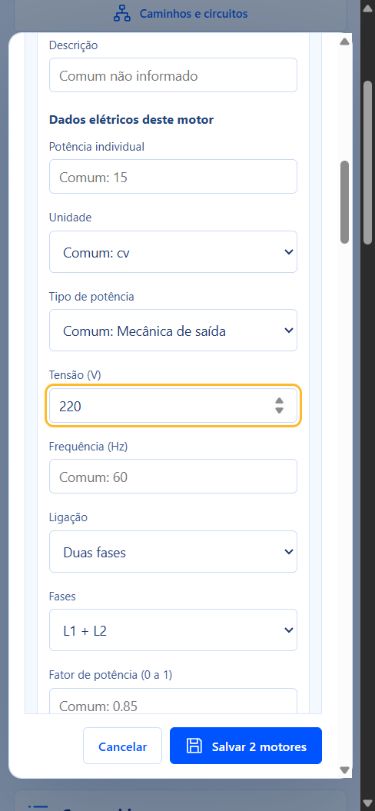 Caminhos e circuitos
Descrição
Comum não informado
Dados elétricos deste motor
Potência individual
Comum: 15
Unidade
Comum: cv
Tipo de potência
Comum: Mecânica de saída
Tensão (V)
220
Frequência (Hz)
Comum: 60
Ligação
Duas fases
Fases
L1 + L2
Fator de potência (0 a 1)
Comum: 0.85
Cancelar
Salvar 2 motores